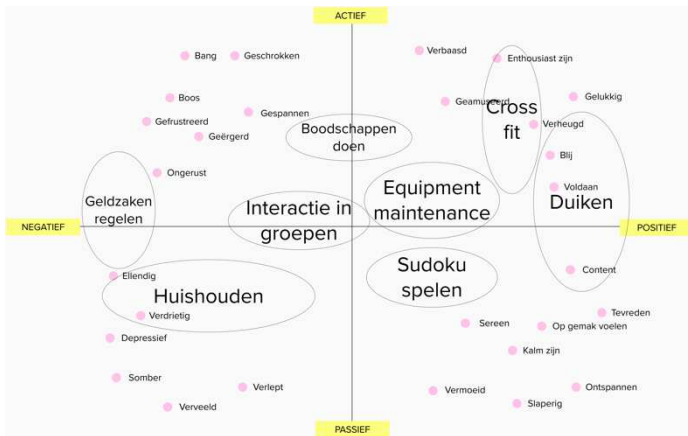 ACTIEF
Bang
Geschrokken
Verbaasd
Enthousiast zijn
Boos
Gespannen
Geamuseerd
Gelukkig
Cross
fit
Gefrustreerd
Geërgerd
Boodschappen
doen
Verheugd
Blij
Ongerust
Voldaan
Geldzaken
regelen
Interactie in
groepen
Equipment
maintenance
Duiken
NEGATIEF
POSITIEF
Ellendig
Huishouden
Sudoku
spelen
Content
Verdrietig
Sereen
Tevreden
Op gemak voelen
Depressief
Kalm zijn
Somber
Verlept
Vermoeid
Ontspannen
Verveeld
Slaperig
PASSIEF